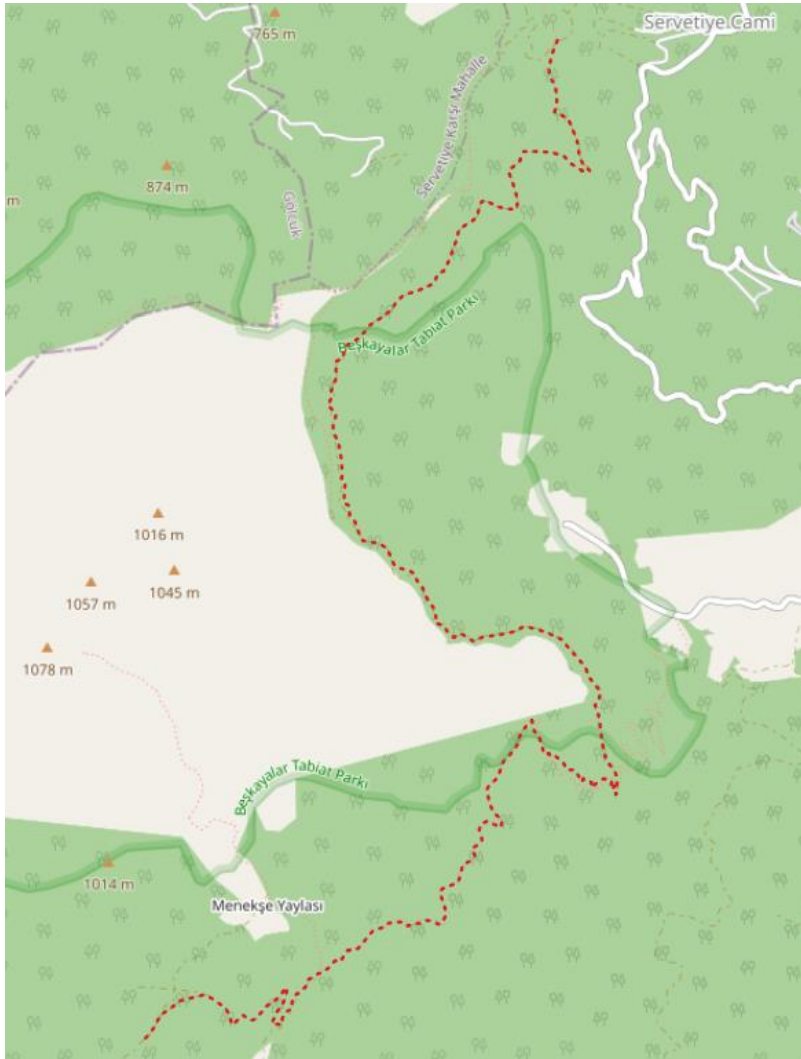 765 m
Servetiye Cami
Servetiye Karşı Mahalle
874 m
m
Gölcük
Beşkayalar Tabiat Parkı
1016 m
1045 m
1057 m
1078 m
Beşkayalar Tabiat Parkı
1014 m
Menekşe Yaylası